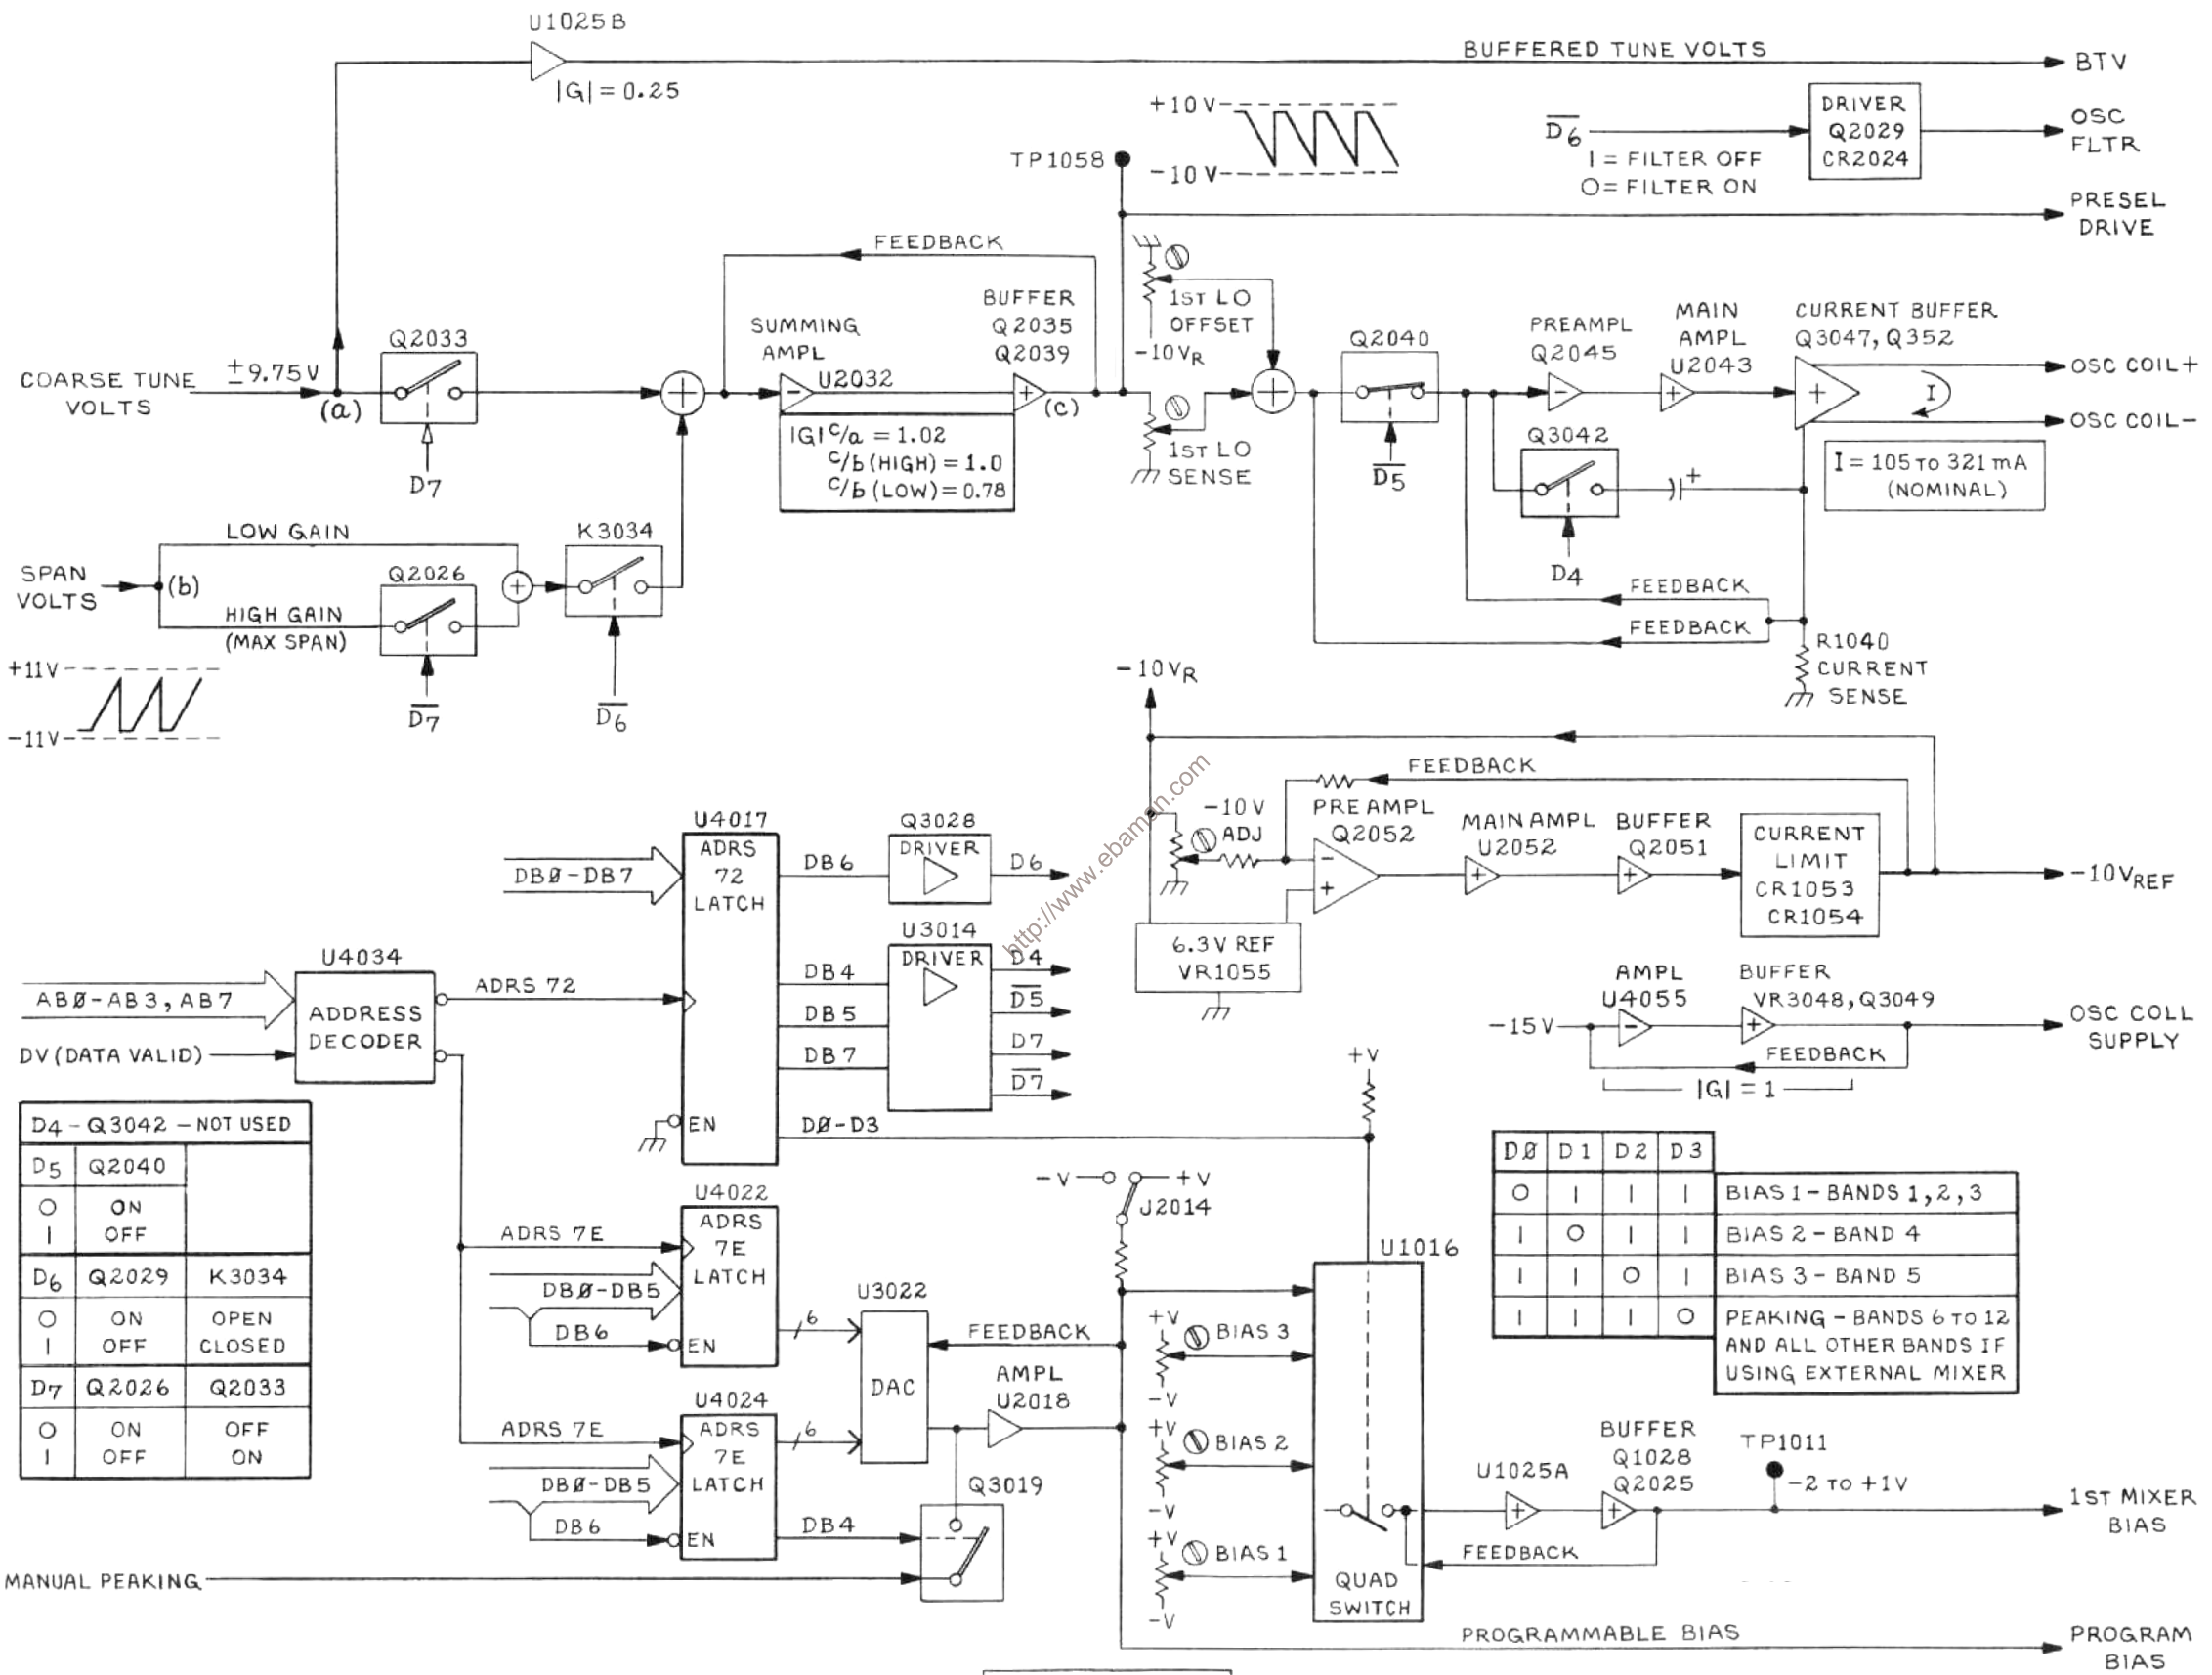 U1025B
|G| = 0.25
BUFFERED TUNE VOLTS
BTV
+10V
-10V
TP1058
D6
1 = FILTER OFF
0 = FILTER ON
DRIVER
Q2029
CR2024
OSC
FLTR
PRESEL
DRIVE
FEEDBACK
COARSE TUNE
VOLTS
±9.75V
(a)
Q2033
D7
SUMMING
AMPL
U2032
BUFFER
Q2035
Q2039
(c)
|G| c/a = 1.02
c/b (HIGH) = 1.0
c/b (LOW) = 0.78
1ST LO
OFFSET
-10VR
1ST LO
SENSE
Q2040
D5
PREAMPL
Q2045
MAIN
AMPL
U2043
CURRENT BUFFER
Q3047, Q352
I
OSC COIL+
OSC COIL-
I = 105 TO 321 mA
(NOMINAL)
Q3042
D4
FEEDBACK
FEEDBACK
R1040
CURRENT
SENSE
SPAN
VOLTS
(b)
LOW GAIN
HIGH GAIN
(MAX SPAN)
Q2026
D7
K3034
D6
+11V
-11V
-10VR
FEEDBACK
-10V
ADJ
PREAMPL
Q2052
MAIN AMPL
U2052
BUFFER
Q2051
CURRENT
LIMIT
CR1053
CR1054
-10VREF
6.3V REF
VR1055
http://www.ebaman.com
U4017
ADRS
72
LATCH
EN
DBØ-DB7
DB6
Q3028
DRIVER
D6
U3014
DRIVER
DB4
DB5
DB7
D4
D5
D7
D7
DØ-D3
U4034
ADDRESS
DECODER
ABØ-AB3, AB7
DV (DATA VALID)
ADRS 72
AMPL
U4055
BUFFER
VR3048, Q3049
-15V
FEEDBACK
|G| = 1
OSC COLL
SUPPLY
D4 - Q3042 - NOT USED
D5 Q2040
0 ON
1 OFF
D6 Q2029 K3034
0 ON OPEN
1 OFF CLOSED
D7 Q2026 Q2033
0 ON OFF
1 OFF ON
U4022
ADRS
7E
LATCH
EN
ADRS 7E
DBØ-DB5
DB6
6
U4024
ADRS
7E
LATCH
EN
ADRS 7E
DBØ-DB5
DB6
6
DB4
U3022
DAC
FEEDBACK
AMPL
U2018
Q3019
MANUAL PEAKING
-V
+V
J2014
+V
U1016
QUAD
SWITCH
+V
BIAS 3
-V
+V
BIAS 2
-V
+V
BIAS 1
-V
DØ D1 D2 D3
0 1 1 1 BIAS 1 - BANDS 1, 2, 3
1 0 1 1 BIAS 2 - BAND 4
1 1 0 1 BIAS 3 - BAND 5
1 1 1 0 PEAKING - BANDS 6 TO 12
AND ALL OTHER BANDS IF
USING EXTERNAL MIXER
U1025A
BUFFER
Q1028
Q2025
TP1011
-2 TO +1V
FEEDBACK
1ST MIXER
BIAS
PROGRAMMABLE BIAS
PROGRAM
BIAS